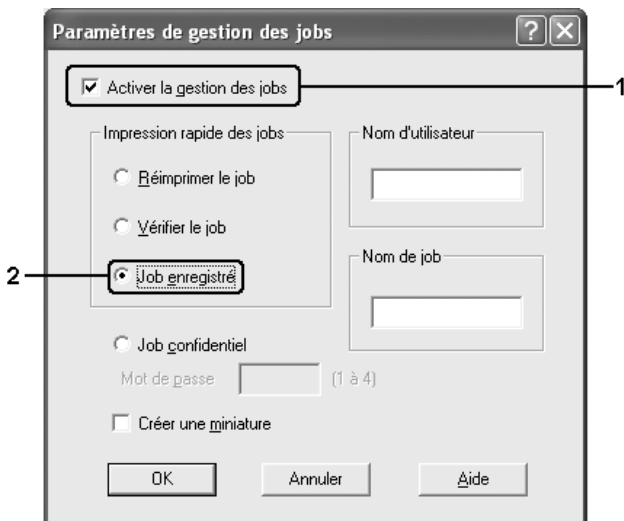 Paramètres de gestion des jobs
Activer la gestion des jobs
1
Impression rapide des jobs
Réimprimer le job
Vérifier le job
2
Job enregistré
Nom d'utilisateur
Nom de job
Job confidentiel
Mot de passe (1 à 4)
Créer une miniature
OK Annuler Aide